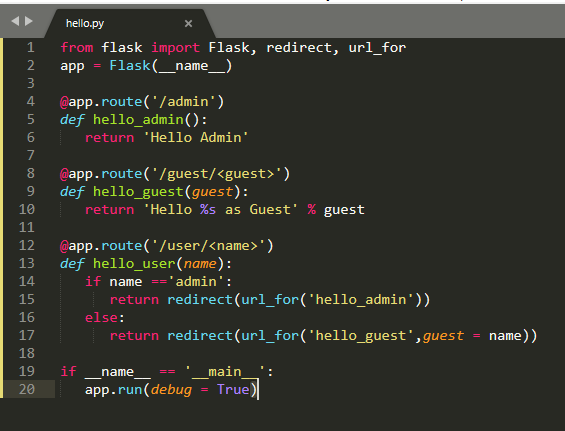 hello.py ×
1 from flask import Flask, redirect, url_for
2 app = Flask(__name__)
3
4 @app.route('/admin')
5 def hello_admin():
6    return 'Hello Admin'
7
8 @app.route('/guest/<guest>')
9 def hello_guest(guest):
10    return 'Hello %s as Guest' % guest
11
12 @app.route('/user/<name>')
13 def hello_user(name):
14    if name =='admin':
15       return redirect(url_for('hello_admin'))
16    else:
17       return redirect(url_for('hello_guest',guest = name))
18
19 if __name__ == '__main__':
20    app.run(debug = True)